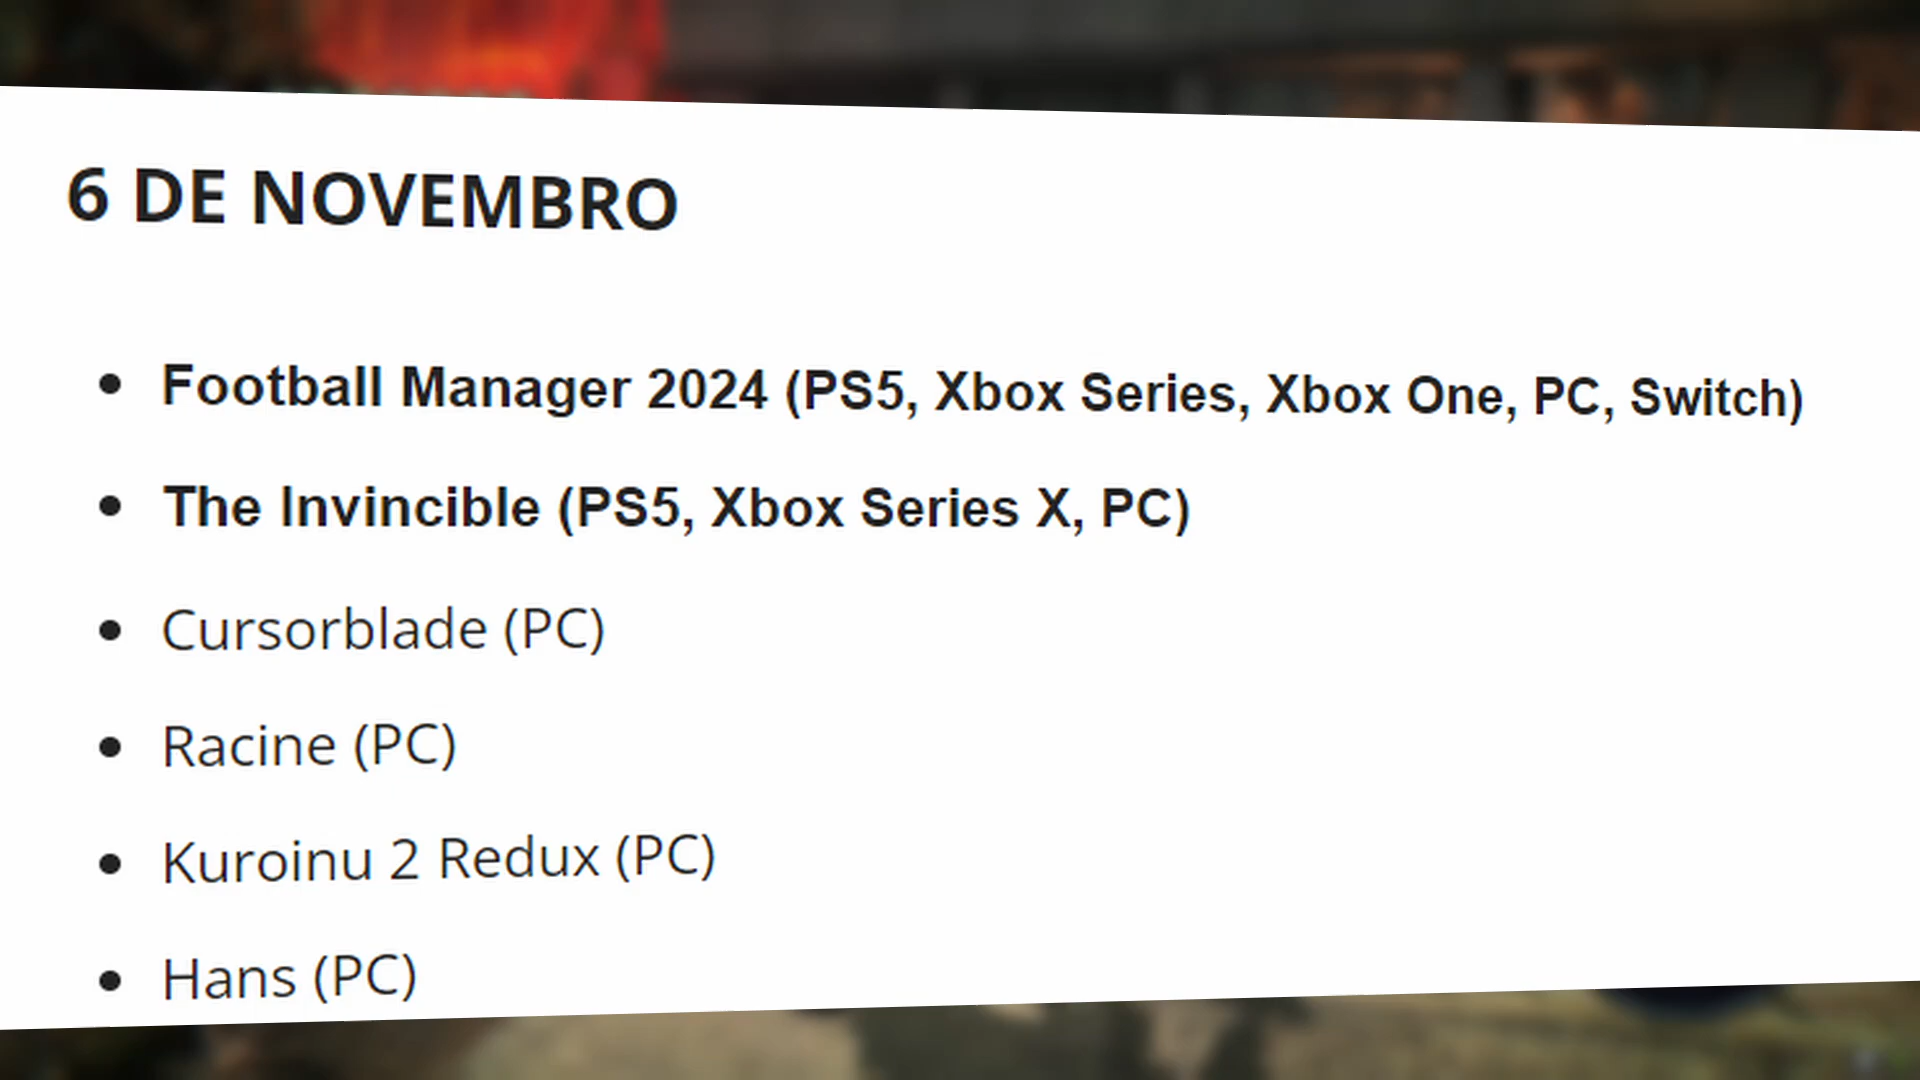 6 DE NOVEMBRO
Football Manager 2024 (PS5, Xbox Series, Xbox One, PC, Switch)
The Invincible (PS5, Xbox Series X, PC)
Cursorblade (PC)
Racine (PC)
Kuroinu 2 Redux (PC)
Hans (PC)